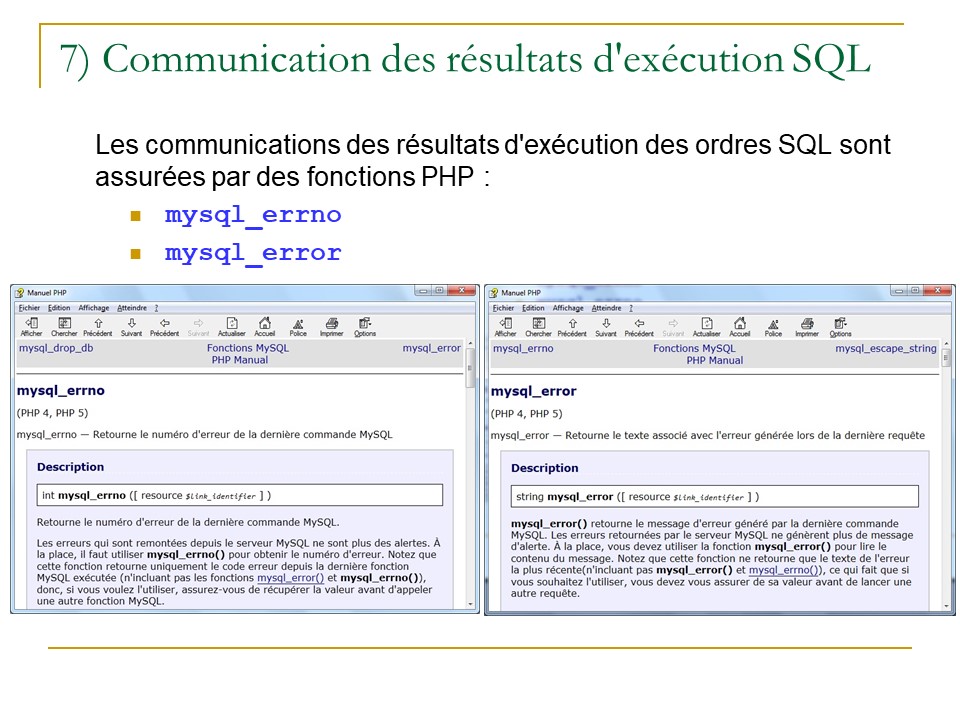 7) Communication des résultats d'exécution SQL
Les communications des résultats d'exécution des ordres SQL sont
assurées par des fonctions PHP :
mysql_errno
mysql_error
Manuel PHP
Fichier Edition Affichage Atteindre ?
Afficher Chercher Précédent Suivant Précédent Suivant Actualiser Accueil Police Imprimer Options
mysql_drop_db Fonctions MySQL mysql_error
PHP Manual
mysql_errno
(PHP 4, PHP 5)
mysql_errno — Retourne le numéro d'erreur de la dernière commande MySQL
Description
int mysql_errno ([ resource $link_identifier ] )
Retourne le numéro d'erreur de la dernière commande MySQL.
Les erreurs qui sont remontées depuis le serveur MySQL ne sont plus des alertes. À
la place, il faut utiliser mysql_errno() pour obtenir le numéro d'erreur. Notez que
cette fonction retourne uniquement le code erreur depuis la dernière fonction
MySQL exécutée (n'incluant pas les fonctions mysql_error() et mysql_errno()),
donc, si vous voulez l'utiliser, assurez-vous de récupérer la valeur avant d'appeler
une autre fonction MySQL.
Manuel PHP
Fichier Edition Affichage Atteindre ?
Afficher Chercher Précédent Suivant Précédent Suivant Actualiser Accueil Police Imprimer Options
mysql_errno Fonctions MySQL mysql_escape_string
PHP Manual
mysql_error
(PHP 4, PHP 5)
mysql_error — Retourne le texte associé avec l'erreur générée lors de la dernière requête
Description
string mysql_error ([ resource $link_identifier ] )
mysql_error() retourne le message d'erreur généré par la dernière commande
MySQL. Les erreurs retournées par le serveur MySQL ne génèrent plus de message
d'alerte. À la place, vous devez utiliser la fonction mysql_error() pour lire le
contenu du message. Notez que cette fonction ne retourne que le texte de l'erreur
la plus récente(n'incluant pas mysql_error() et mysql_errno()), ce qui fait que si
vous souhaitez l'utiliser, vous devez vous assurer de sa valeur avant de lancer une
autre requête.